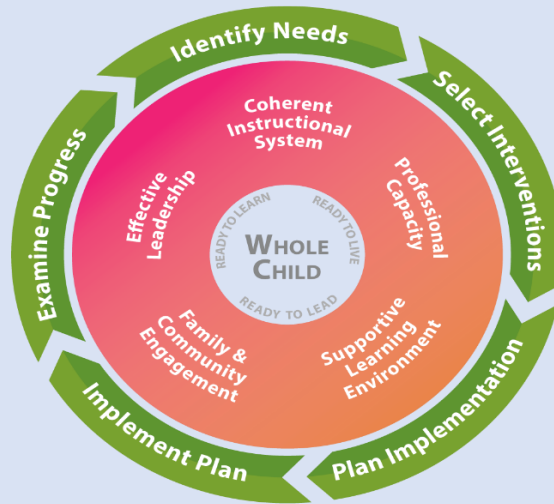 Identify Needs
Select Interventions
Plan Implementation
Implement Plan
Examine Progress
Coherent
Instructional
System
Professional
Capacity
Supportive
Learning
Environment
Family &
Community
Engagement
Effective
Leadership
READY TO LEARN
READY TO LIVE
READY TO LEAD
WHOLE
CHILD